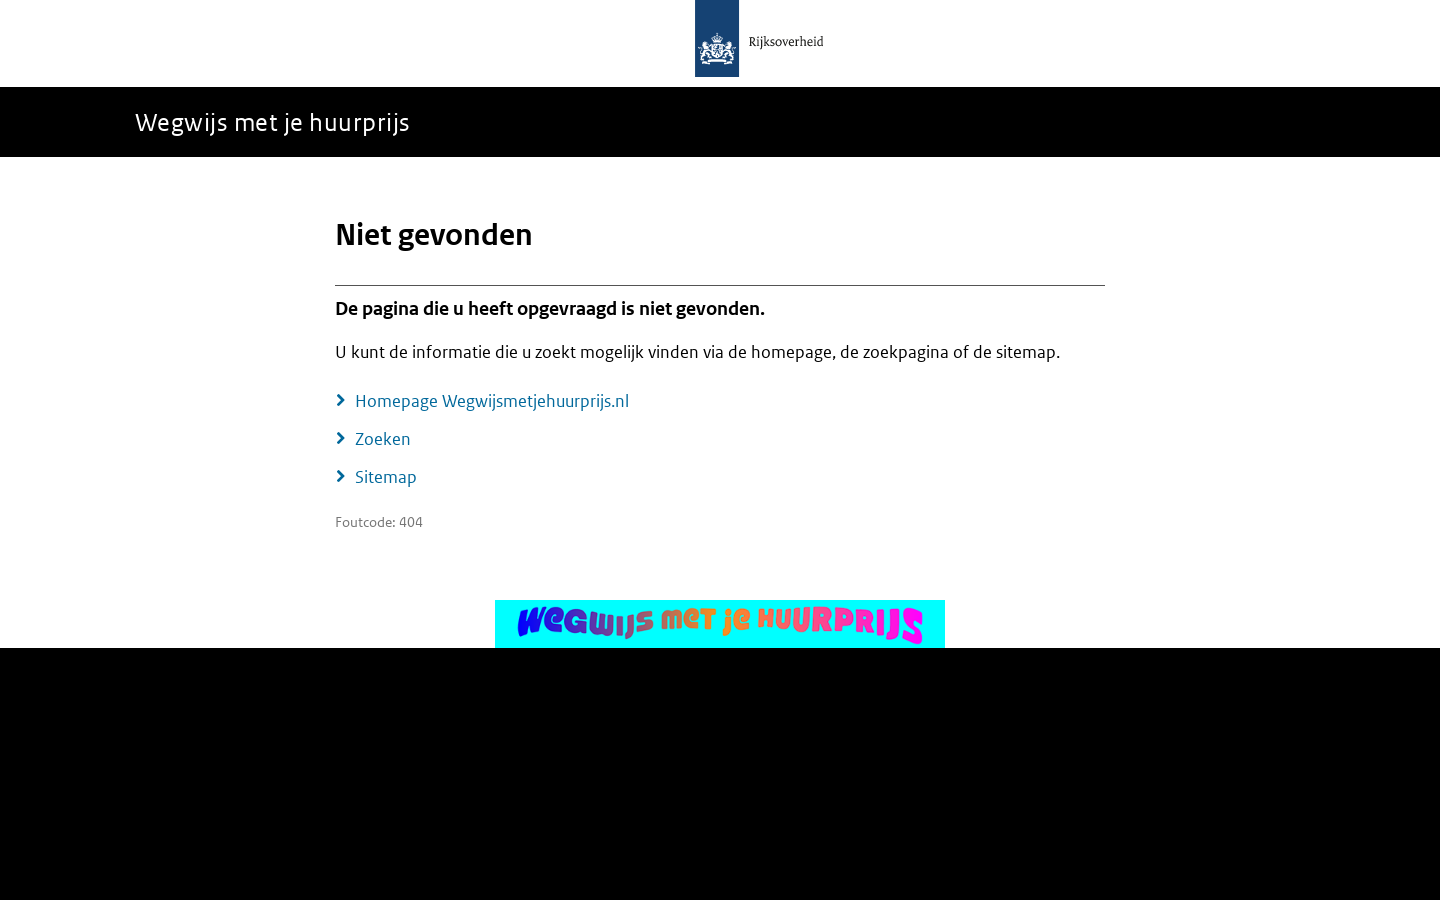 Rijksoverheid
Wegwijs met je huurprijs
Niet gevonden
De pagina die u heeft opgevraagd is niet gevonden.
U kunt de informatie die u zoekt mogelijk vinden via de homepage, de zoekpagina of de sitemap.
Homepage Wegwijsmetjehuurprijs.nl
Zoeken
Sitemap
Foutcode: 404
WEGWIJS MET JE HUURPRIJS